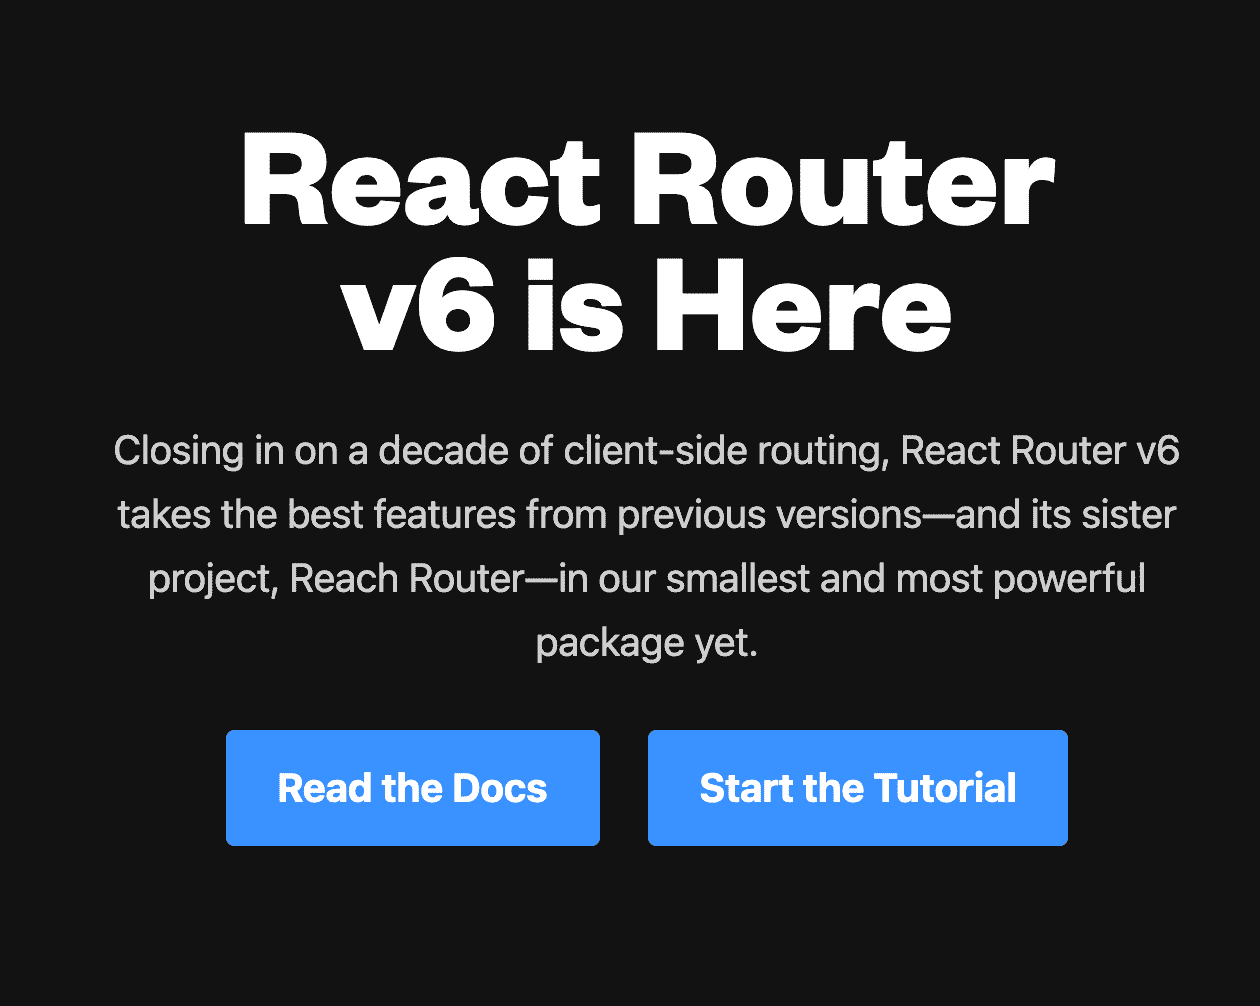 React Router
v6 is Here
Closing in on a decade of client-side routing, React Router v6
takes the best features from previous versions—and its sister
project, Reach Router—in our smallest and most powerful
package yet.
Read the Docs
Start the Tutorial